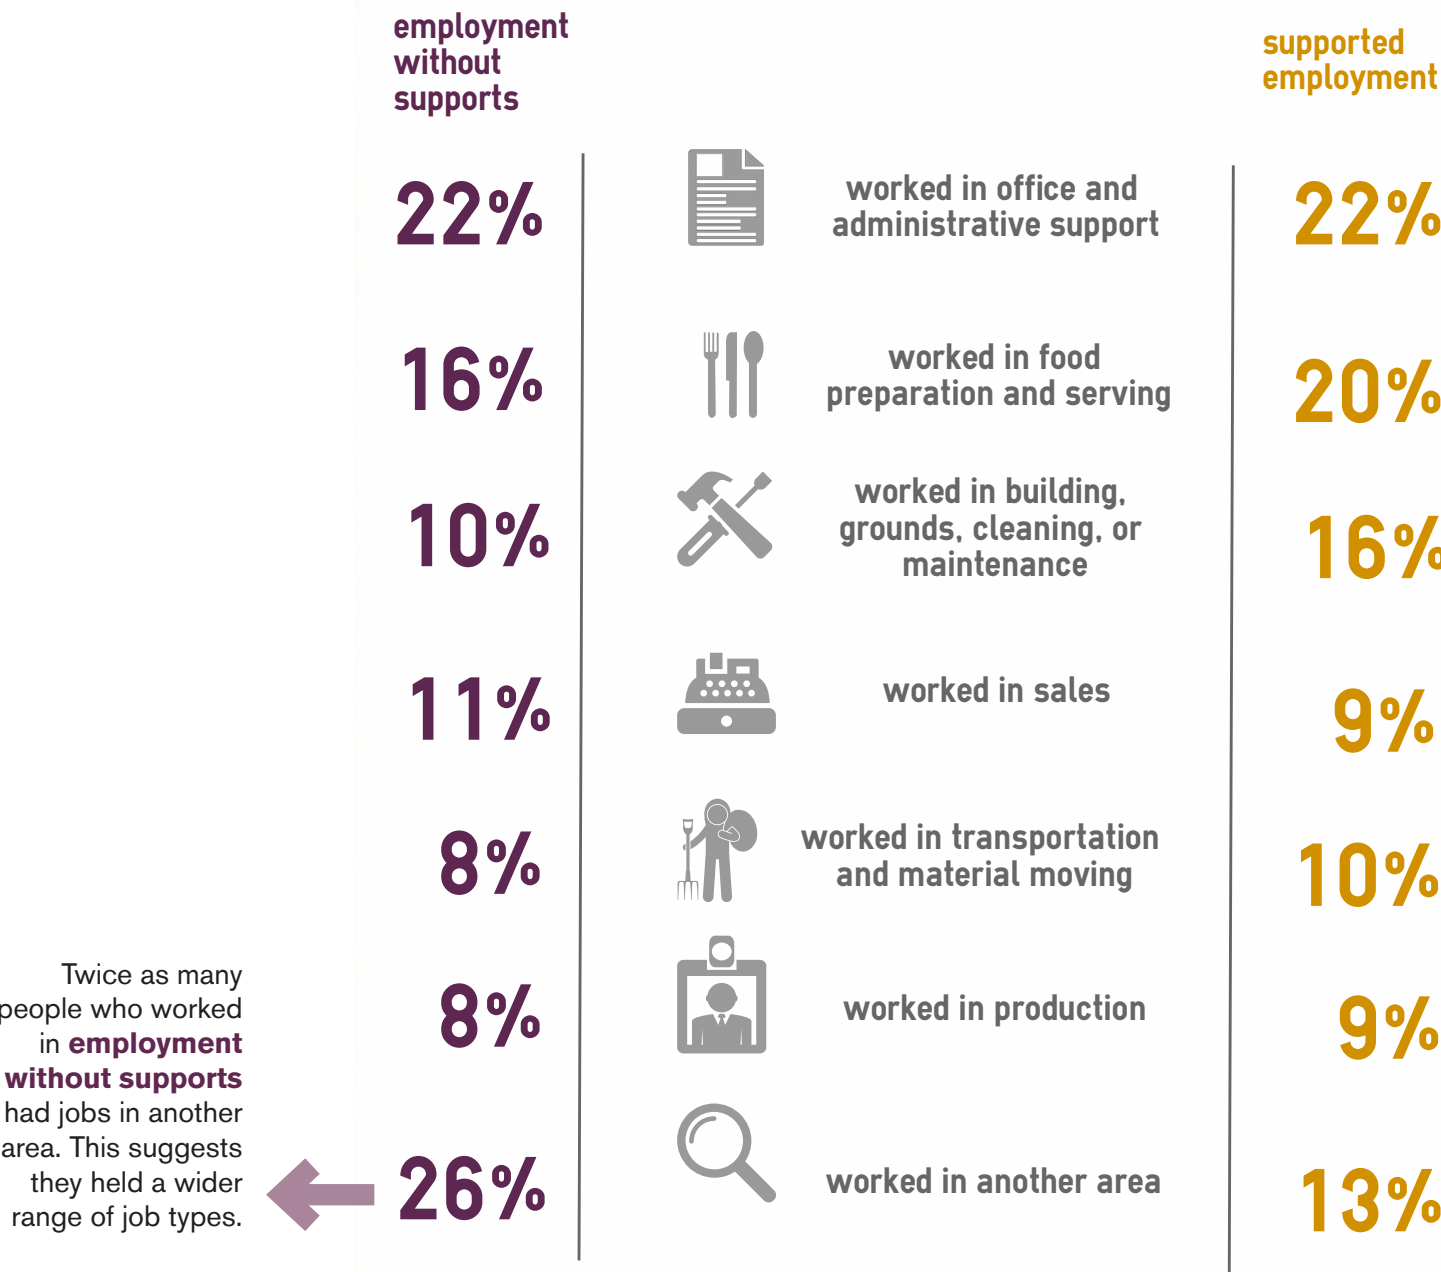 employment
without
supports
supported
employment
22%
worked in office and
administrative support
22%
16%
worked in food
preparation and serving
20%
10%
worked in building,
grounds, cleaning, or
maintenance
16%
11%
worked in sales
9%
8%
worked in transportation
and material moving
10%
8%
worked in production
9%
Twice as many
people who worked
in employment
without supports
had jobs in another
area. This suggests
they held a wider
range of job types.
26%
worked in another area
13%